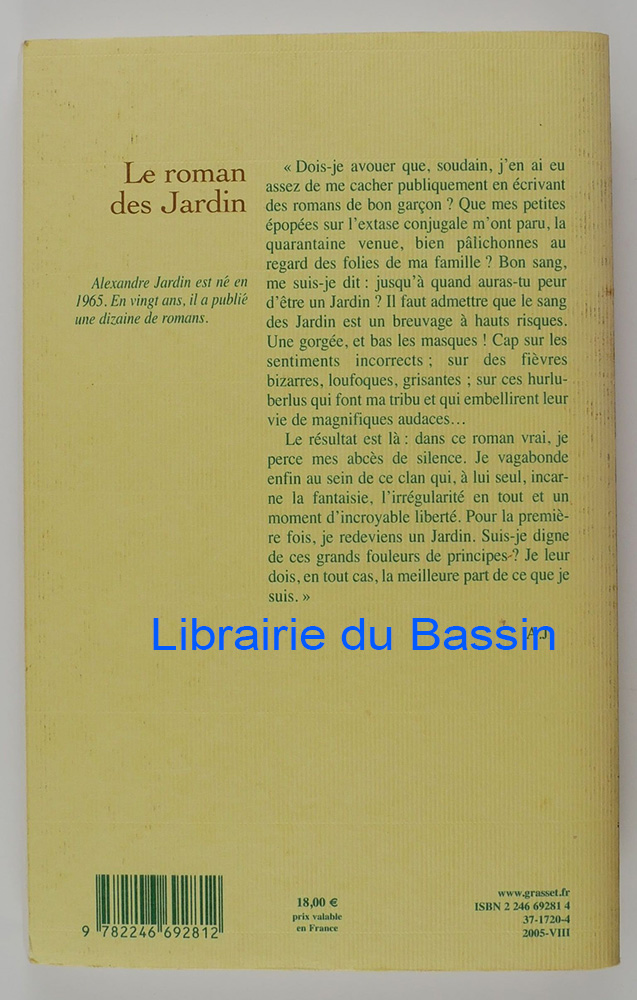 Le roman
des Jardin
Alexandre Jardin est né en
1965. En vingt ans, il a publié
une dizaine de romans.
« Dois-je avouer que, soudain, j'en ai eu
assez de me cacher publiquement en écrivant
des romans de bon garçon ? Que mes petites
épopées sur l'extase conjugale m'ont paru, la
quarantaine venue, bien pâlichonnes au
regard des folies de ma famille ? Bon sang,
me suis-je dit : jusqu'à quand auras-tu peur
d'être un Jardin ? Il faut admettre que le sang
des Jardin est un breuvage à hauts risques.
Une gorgée, et bas les masques ! Cap sur les
sentiments incorrects ; sur des fièvres
bizarres, loufoques, grisantes ; sur ces hurlu-
berlus qui font ma tribu et qui embellirent leur
vie de magnifiques audaces…
Le résultat est là : dans ce roman vrai, je
perce mes abcès de silence. Je vagabonde
enfin au sein de ce clan qui, à lui seul, incar-
ne la fantaisie, l'irrégularité en tout et un
moment d'incroyable liberté. Pour la premiè-
re fois, je redeviens un Jardin. Suis-je digne
de ces grands fouleurs de principes ? Je leur
dois, en tout cas, la meilleure part de ce que je
suis. »
A.J.
Librairie du Bassin
9 782246 692812
18,00 €
prix valable
en France
www.grasset.fr
ISBN 2 246 69281 4
37-1720-4
2005-VIII